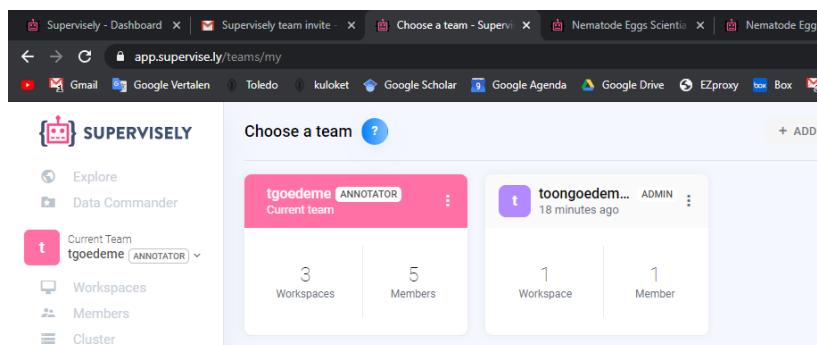 Supervisely - Dashboard
Supervisely team invite -
Choose a team - Supervi
Nematode Eggs Scientia
Nematode Egg
app.supervise.ly/teams/my
Gmail
Google Vertalen
Toledo
kuloket
Google Scholar
9 Google Agenda
Google Drive
EZproxy
box Box
SUPERVISELY
Choose a team ?
+ ADD
Explore
Data Commander
Current Team
t tgoedeme ANNOTATOR
Workspaces
Members
Cluster
tgoedeme ANNOTATOR
Current team
3 5
Workspaces Members
t toongoedem... ADMIN
18 minutes ago
1 1
Workspace Member